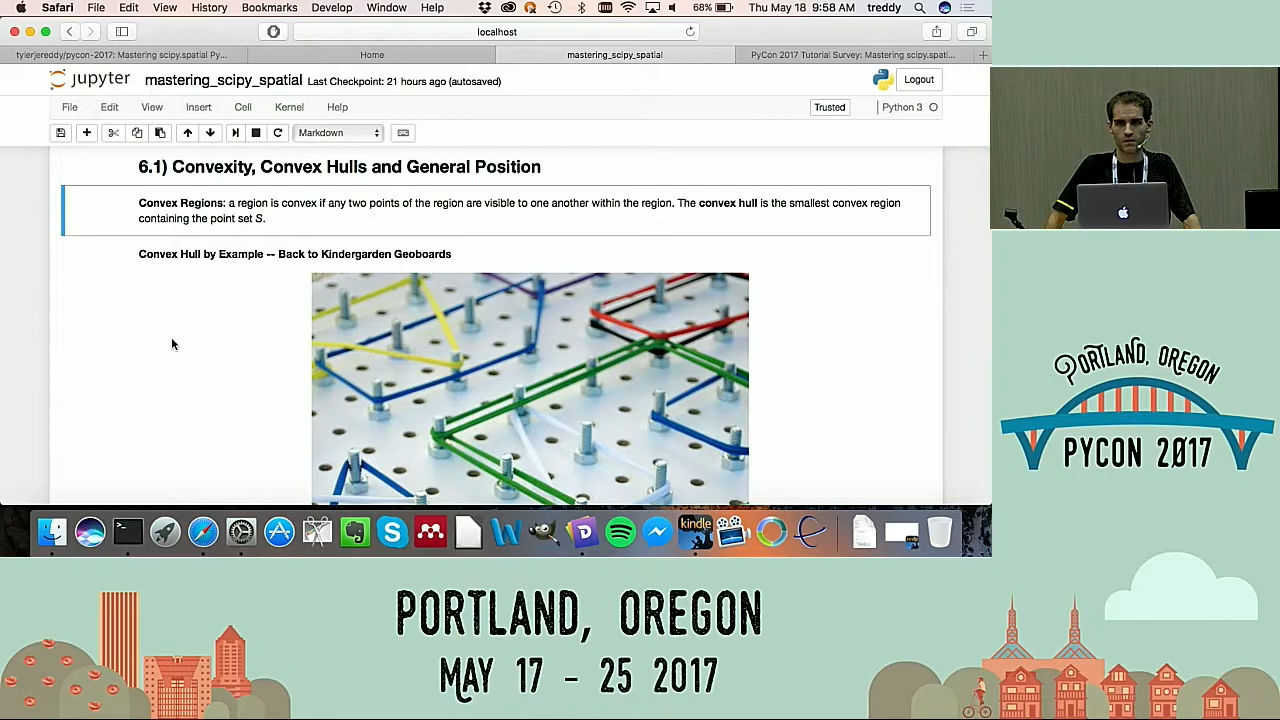 Safari File Edit View History Bookmarks Develop Window Help 68% Thu May 18 9:58 AM treddy
localhost
tylerjreddy/pycon-2017: Mastering scipy.spatial Py... Home mastering_scipy_spatial PyCon 2017 Tutorial Survey: Mastering scipy.spati...
jupyter mastering_scipy_spatial Last Checkpoint: 21 hours ago (autosaved) Logout
File Edit View Insert Cell Kernel Help Trusted Python 3
Markdown
6.1) Convexity, Convex Hulls and General Position
Convex Regions: a region is convex if any two points of the region are visible to one another within the region. The convex hull is the smallest convex region
containing the point set S.
Convex Hull by Example -- Back to Kindergarden Geoboards
kindle
PORTLAND, OREGON
PYCON 2017
PORTLAND, OREGON
MAY 17 - 25 2017